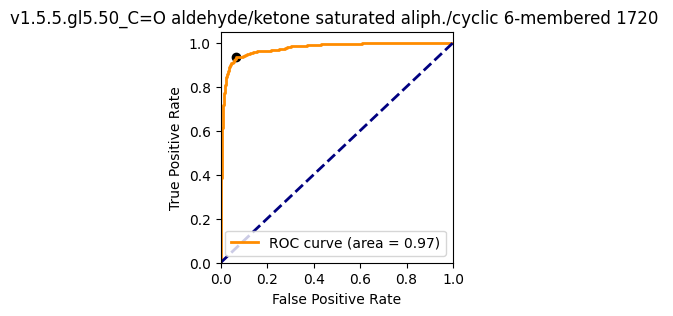 v1.5.5.gl5.50_C=O aldehyde/ketone saturated aliph./cyclic 6-membered 1720
1.0
0.8
0.6
0.4
0.2
0.0
True Positive Rate
ROC curve (area = 0.97)
0.0 0.2 0.4 0.6 0.8 1.0
False Positive Rate